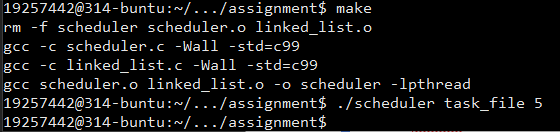 19257442@314-buntu:~/.../assignment$ make
rm -f scheduler scheduler.o linked_list.o
gcc -c scheduler.c -Wall -std=c99
gcc -c linked_list.c -Wall -std=c99
gcc scheduler.o linked_list.o -o scheduler -lpthread
19257442@314-buntu:~/.../assignment$ ./scheduler task_file 5
19257442@314-buntu:~/.../assignment$